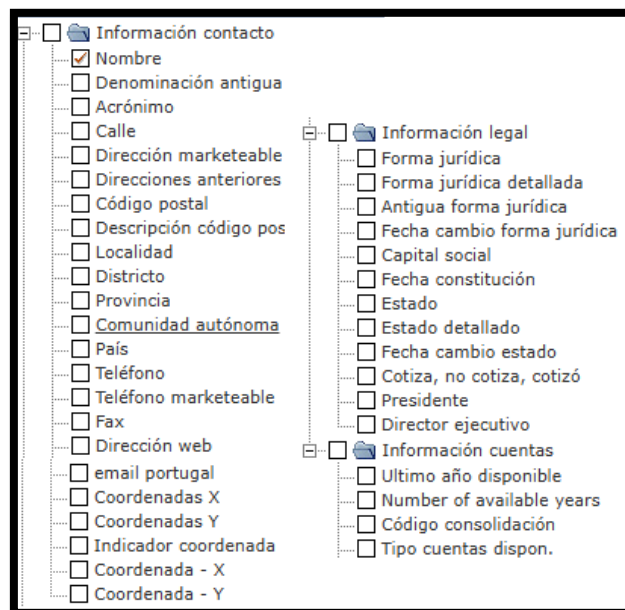 Información contacto
Nombre
Denominación antigua
Acrónimo
Calle
Dirección marketeable
Direcciones anteriores
Código postal
Descripción código pos
Localidad
Districto
Provincia
Comunidad autónoma
País
Teléfono
Teléfono marketeable
Fax
Dirección web
email portugal
Coordenadas X
Coordenadas Y
Indicador coordenada
Coordenada - X
Coordenada - Y
Información legal
Forma jurídica
Forma jurídica detallada
Antigua forma jurídica
Fecha cambio forma jurídica
Capital social
Fecha constitución
Estado
Estado detallado
Fecha cambio estado
Cotiza, no cotiza, cotizó
Presidente
Director ejecutivo
Información cuentas
Ultimo año disponible
Number of available years
Código consolidación
Tipo cuentas dispon.